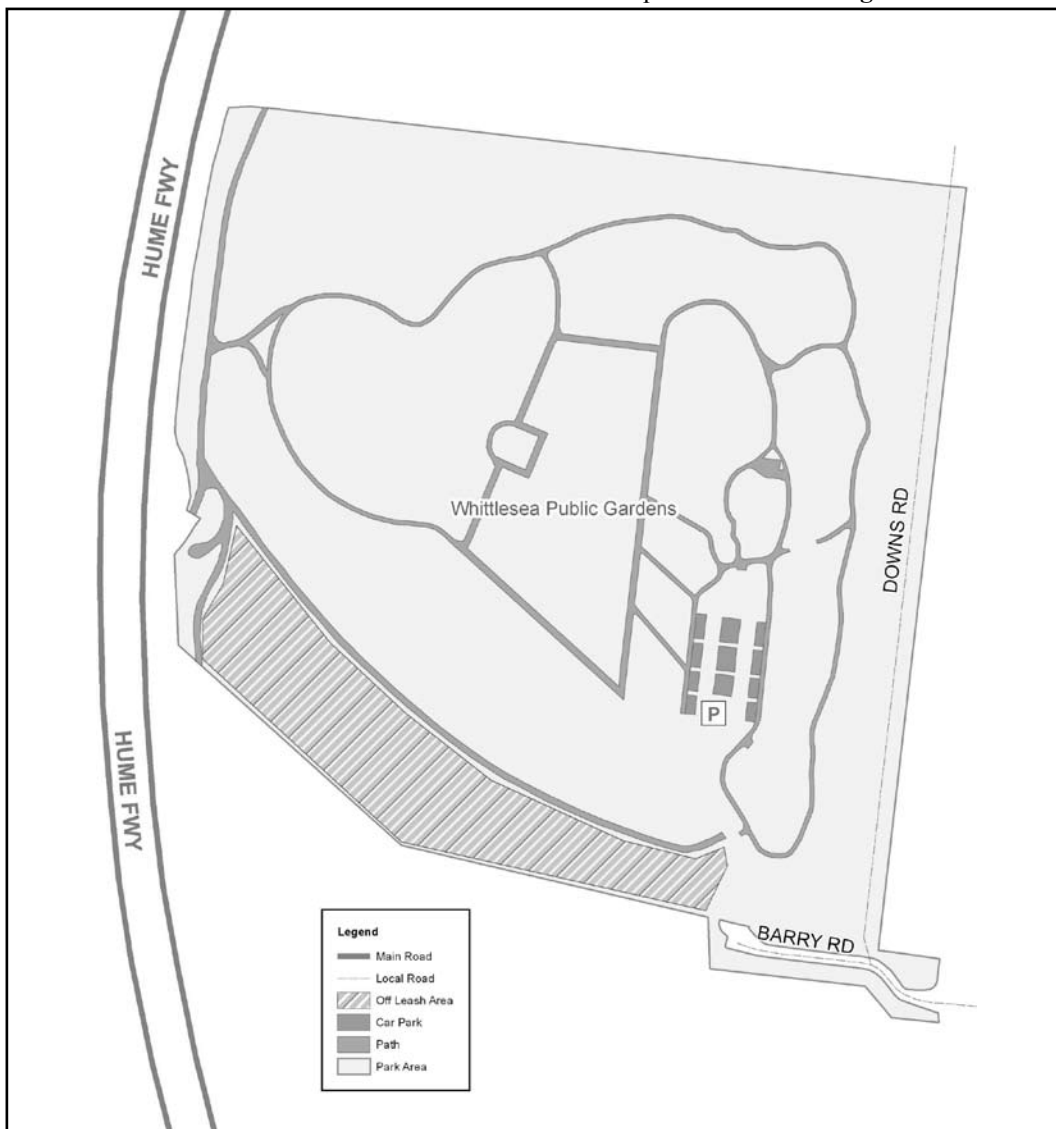 HUME FWY
Whittlesea Public Gardens
DOWNS RD
HUME FWY
P
BARRY RD
Legend
Main Road
Local Road
Off Leash Area
Car Park
Path
Park Area